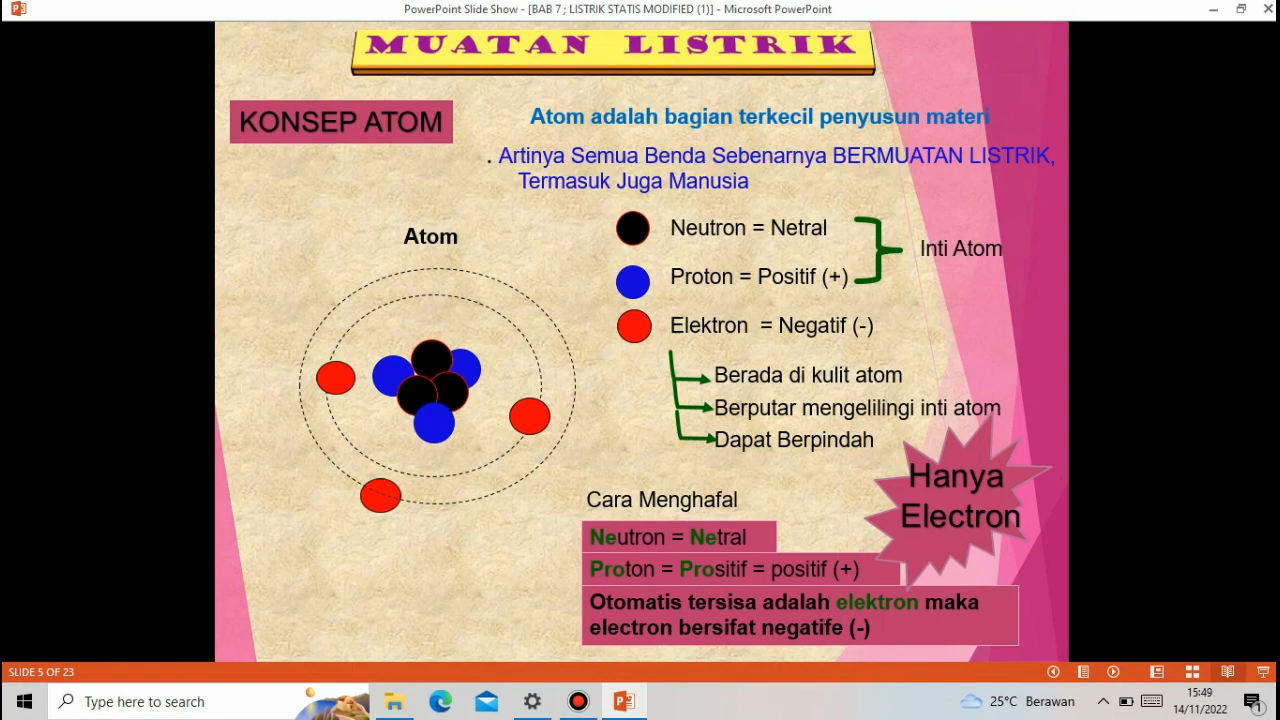 PowerPoint Slide Show - [BAB 7 ; LISTRIK STATIS MODIFIED (1)] - Microsoft PowerPoint
MUATAN LISTRIK
KONSEP ATOM
Atom adalah bagian terkecil penyusun materi
. Artinya Semua Benda Sebenarnya BERMUATAN LISTRIK,
Termasuk Juga Manusia
Atom
Neutron = Netral
Proton = Positif (+)
Inti Atom
Elektron = Negatif (-)
Berada di kulit atom
Berputar mengelilingi inti atom
Dapat Berpindah
Hanya
Electron
Cara Menghafal
Neutron = Netral
Proton = Prositif = positif (+)
Otomatis tersisa adalah elektron maka
electron bersifat negatife (-)
SLIDE 5 OF 23
Type here to search
25°C Berawan
15:49
14/11/2022
1